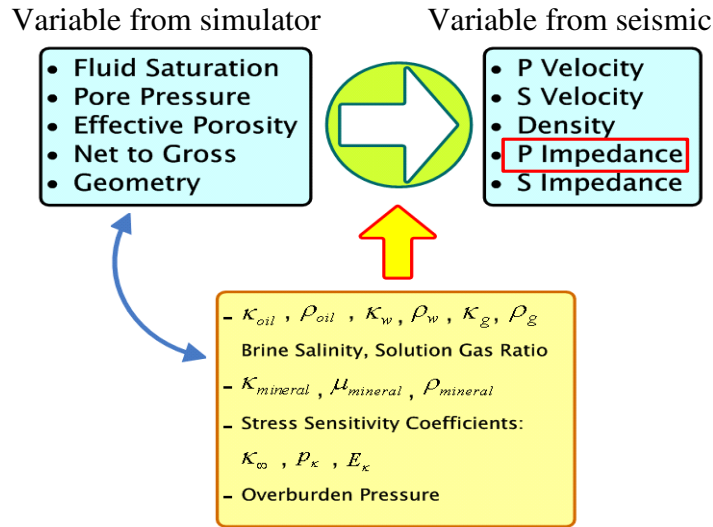 Variable from simulator
• Fluid Saturation
• Pore Pressure
• Effective Porosity
• Net to Gross
• Geometry
Variable from seismic
• P Velocity
• S Velocity
• Density
• P Impedance
• S Impedance
- κ_oil , ρ_oil , κ_w, ρ_w, κ_g, ρ_g
Brine Salinity, Solution Gas Ratio
- κ_mineral, μ_mineral, ρ_mineral
- Stress Sensitivity Coefficients:
κ_∞ , p_κ , E_κ
- Overburden Pressure